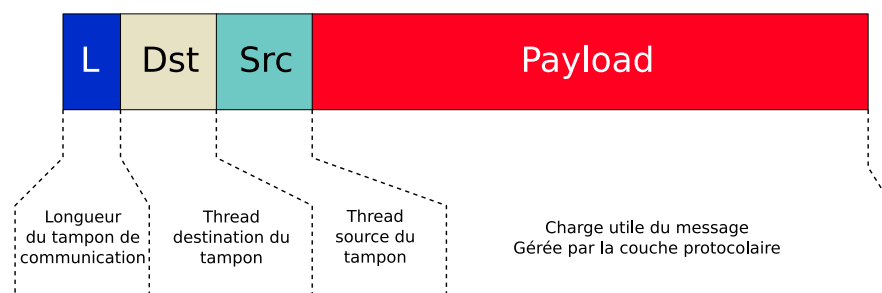 L
Dst
Src
Payload
Longueur
du tampon de
communication
Thread
destination du
tampon
Thread
source du
tampon
Charge utile du message
Gérée par la couche protocolaire